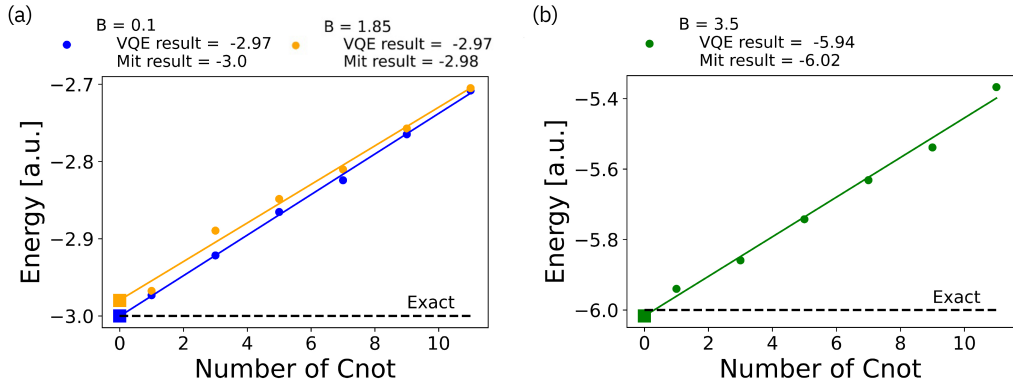 (a)
B = 0.1
VQE result = -2.97
Mit result = -3.0
B = 1.85
VQE result = -2.97
Mit result = -2.98
−2.7
−2.8
−2.9
−3.0
Energy [a.u.]
Exact
0 2 4 6 8 10
Number of Cnot
(b)
B = 3.5
VQE result = -5.94
Mit result = -6.02
−5.4
−5.6
−5.8
−6.0
Energy [a.u.]
Exact
0 2 4 6 8 10
Number of Cnot